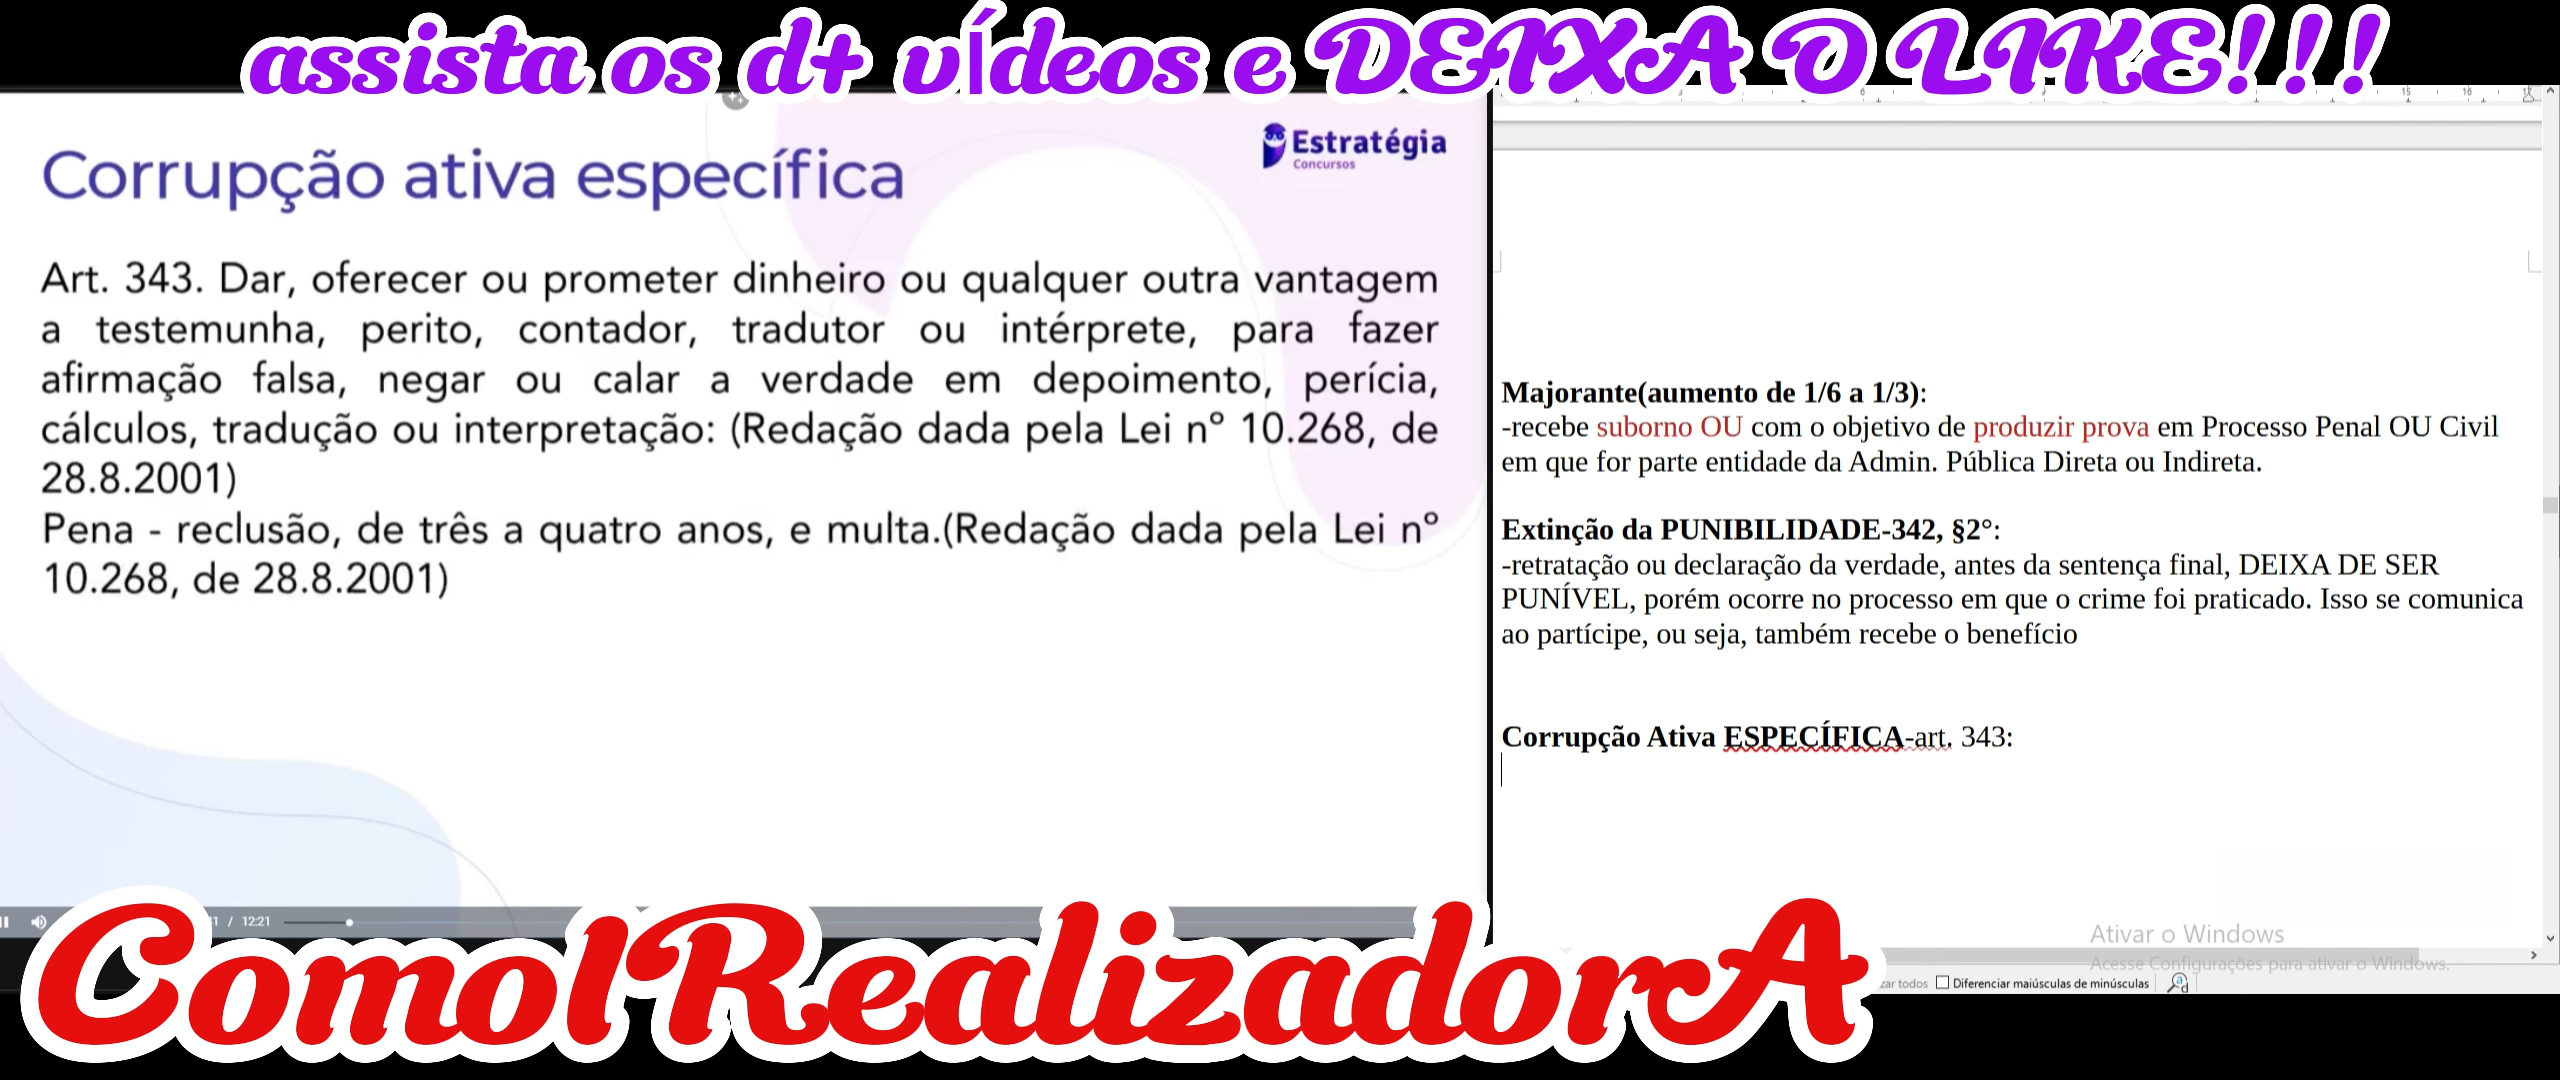 assista os d+ vÍdeos e DEIXA O LIKE!!!
Estratégia
Concursos
Corrupção ativa específica
Art. 343. Dar, oferecer ou prometer dinheiro ou qualquer outra vantagem
a testemunha, perito, contador, tradutor ou intérprete, para fazer
afirmação falsa, negar ou calar a verdade em depoimento, perícia,
cálculos, tradução ou interpretação: (Redação dada pela Lei nº 10.268, de
28.8.2001)
Pena - reclusão, de três a quatro anos, e multa.(Redação dada pela Lei nº
10.268, de 28.8.2001)
/ 12:21
15 16
Majorante(aumento de 1/6 a 1/3):
-recebe suborno OU com o objetivo de produzir prova em Processo Penal OU Civil
em que for parte entidade da Admin. Pública Direta ou Indireta.
Extinção da PUNIBILIDADE-342, §2°:
-retratação ou declaração da verdade, antes da sentença final, DEIXA DE SER
PUNÍVEL, porém ocorre no processo em que o crime foi praticado. Isso se comunica
ao partícipe, ou seja, também recebe o benefício
Corrupção Ativa ESPECÍFICA-art. 343:
Ativar o Windows
Acesse Configurações para ativar o Windows.
todos Diferenciar maiúsculas de minúsculas
ComolRealizadorA